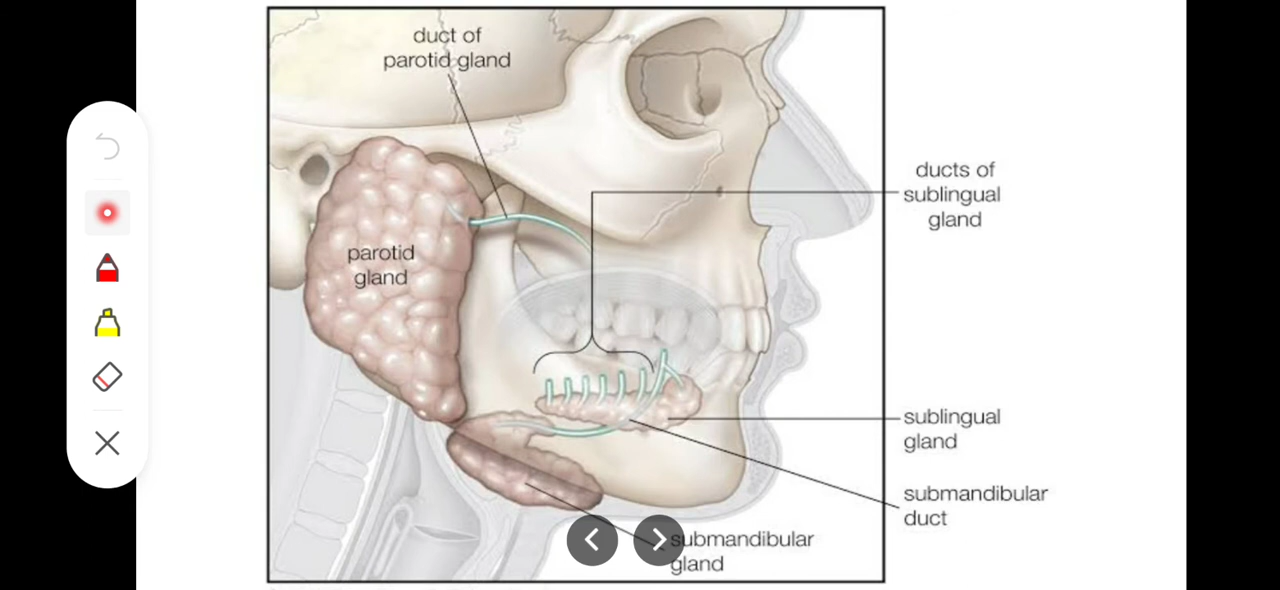 duct of
parotid gland
parotid
gland
ducts of
sublingual
gland
sublingual
gland
submandibular
duct
submandibular
gland